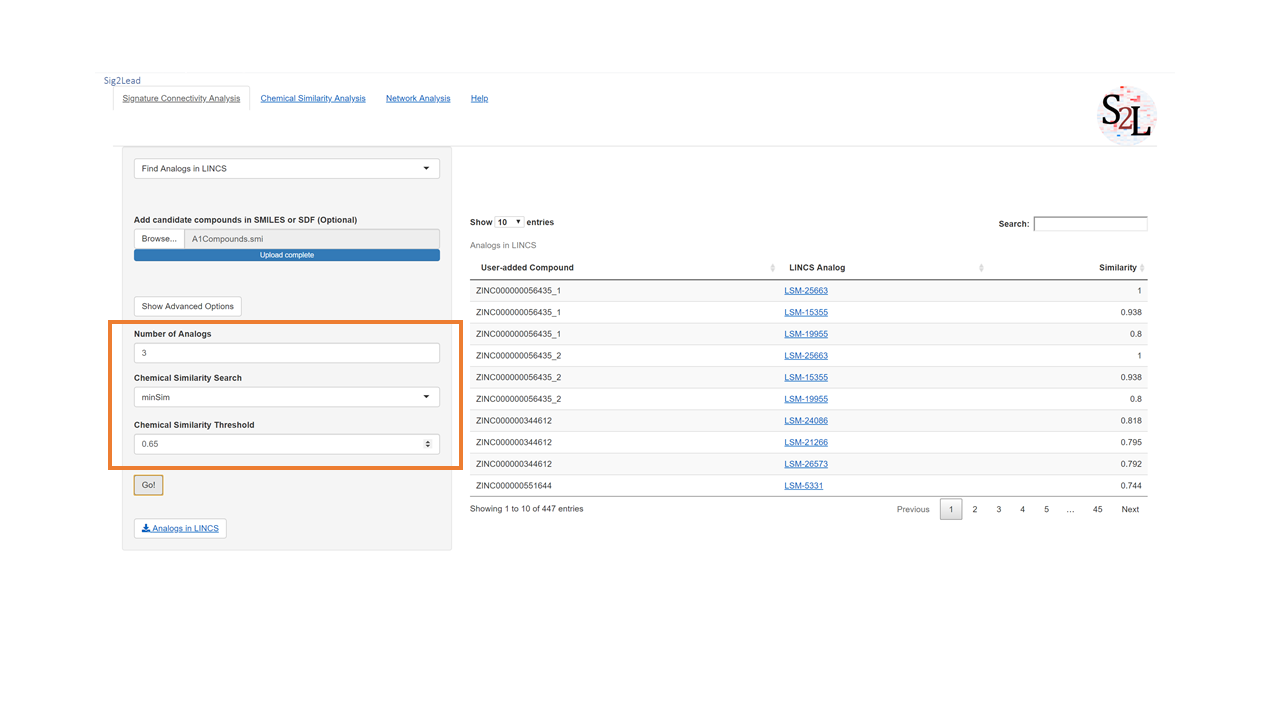 Sig2Lead
Signature Connectivity Analysis Chemical Similarity Analysis Network Analysis Help
S2L
Find Analogs in LINCS
Add candidate compounds in SMILES or SDF (Optional)
Browse... A1Compounds.smi
Upload complete
Show Advanced Options
Number of Analogs
3
Chemical Similarity Search
minSim
Chemical Similarity Threshold
0.65
Go!
Analogs in LINCS
Show 10 entries
Search:
Analogs in LINCS
User-added Compound LINCS Analog Similarity
ZINC000000056435_1 LSM-25663 1
ZINC000000056435_1 LSM-15355 0.938
ZINC000000056435_1 LSM-19955 0.8
ZINC000000056435_2 LSM-25663 1
ZINC000000056435_2 LSM-15355 0.938
ZINC000000056435_2 LSM-19955 0.8
ZINC000000344612 LSM-24086 0.818
ZINC000000344612 LSM-21266 0.795
ZINC000000344612 LSM-26573 0.792
ZINC000000551644 LSM-5331 0.744
Showing 1 to 10 of 447 entries
Previous 1 2 3 4 5 … 45 Next